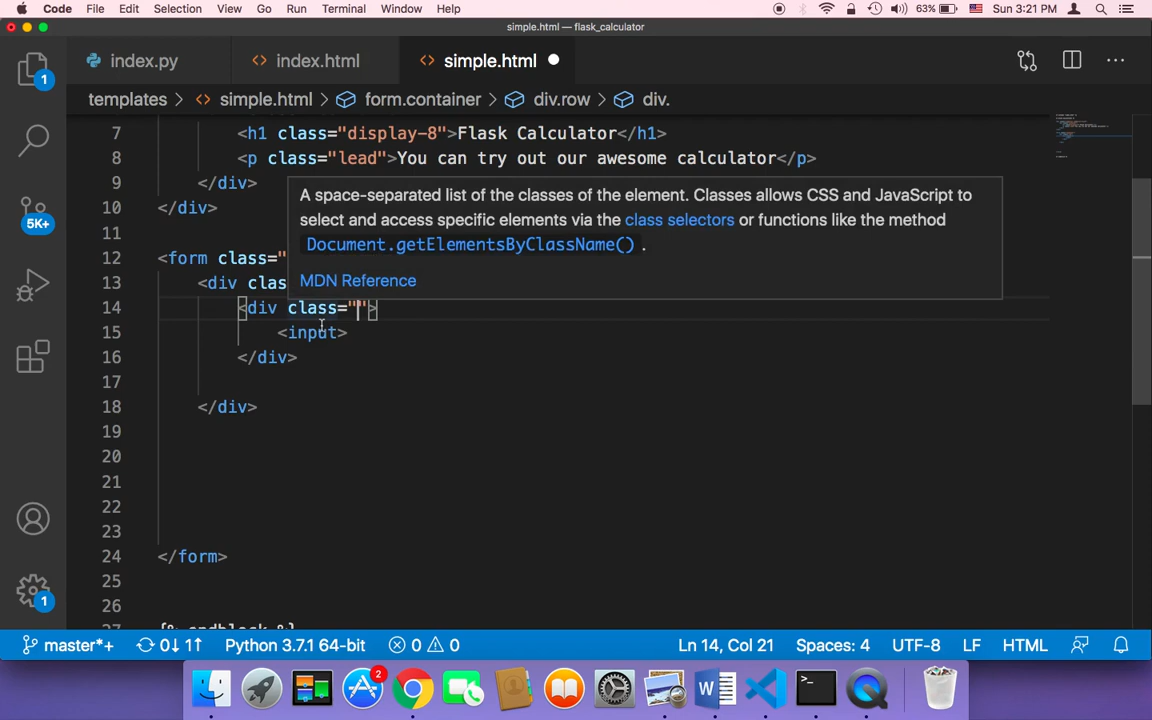 Code File Edit Selection View Go Run Terminal Window Help 63% Sun 3:21 PM
simple.html — flask_calculator
index.py <> index.html <> simple.html
1
templates > <> simple.html > form.container > div.row > div.
7 <h1 class="display-8">Flask Calculator</h1>
8 <p class="lead">You can try out our awesome calculator</p>
9 </div>
10 </div>
A space-separated list of the classes of the element. Classes allows CSS and JavaScript to
select and access specific elements via the class selectors or functions like the method
Document.getElementsByClassName() .
MDN Reference
5K+
11
12 <form class="
13 <div clas
14 <div class="">
15 <input>
16 </div>
17
18 </div>
19
20
21
22
23
24 </form>
25
26
27 {% endblock %}
1
master*+ 0↓ 1↑ Python 3.7.1 64-bit 0 0 Ln 14, Col 21 Spaces: 4 UTF-8 LF HTML
2